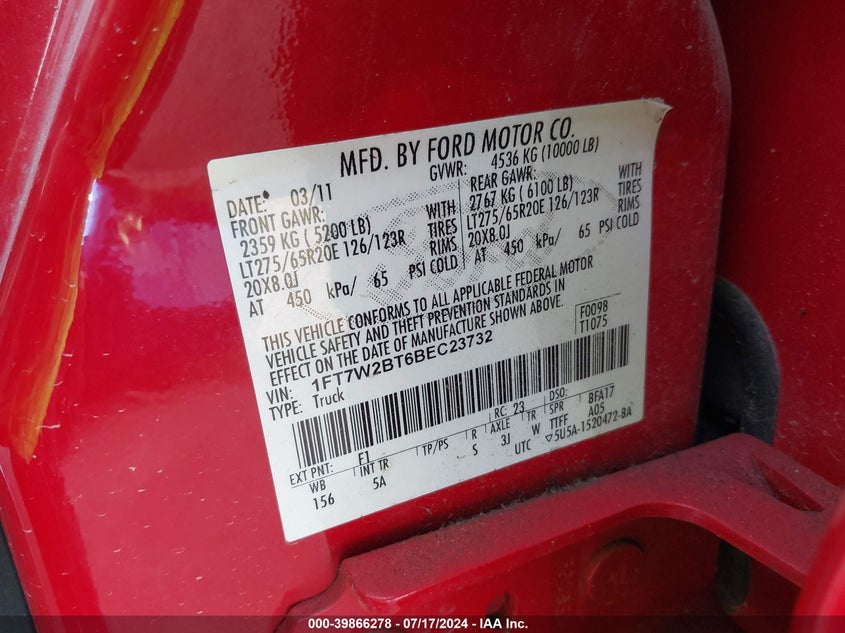 MFD. BY FORD MOTOR CO.
DATE: 03/11 GVWR: 4536 KG (10000 LB)
FRONT GAWR: REAR GAWR:
2359 KG ( 5200 LB) WITH 2767 KG ( 6100 LB) WITH
LT275/65R20E 126/123R TIRES LT275/65R20E 126/123R TIRES
20X8.0J RIMS 20X8.0J RIMS
AT 450 kPa/ 65 PSI COLD AT 450 kPa/ 65 PSI COLD
THIS VEHICLE CONFORMS TO ALL APPLICABLE FEDERAL MOTOR
VEHICLE SAFETY AND THEFT PREVENTION STANDARDS IN
EFFECT ON THE DATE OF MANUFACTURE SHOWN ABOVE.
F0098
T1075
VIN: 1FT7W2BT6BEC23732
TYPE: Truck
EXT PNT: E1 RC: 23 DSO:
WB INT TR TP/PS R AXLE TR SPR BFA17
156 5A S 3J W TTFF A05
UTC ▽5U5A-1520472-BA
000-39866278 - 07/17/2024 - IAA Inc.